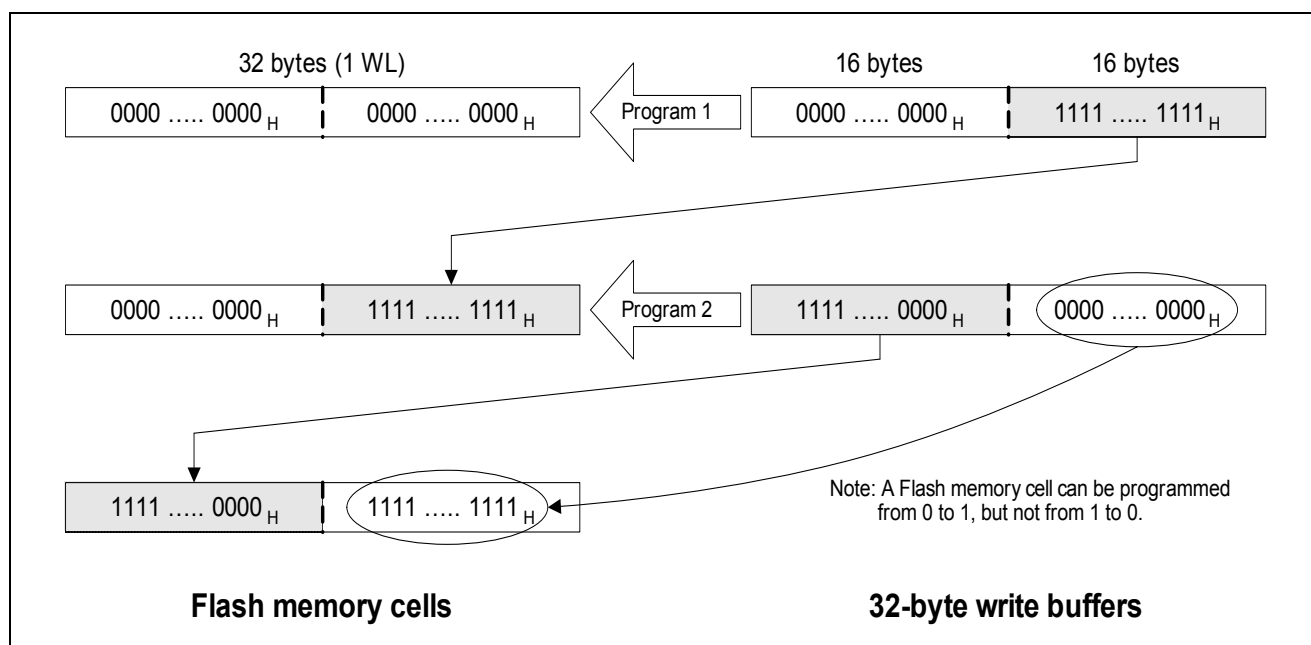 32 bytes (1 WL) 16 bytes 16 bytes
0000 ….. 0000 H 0000 ….. 0000 H Program 1 0000 ….. 0000 H 1111 ….. 1111 H
0000 ….. 0000 H 1111 ….. 1111 H Program 2 1111 ….. 0000 H 0000 ….. 0000 H
1111 ….. 0000 H 1111 ….. 1111 H
Note: A Flash memory cell can be programmed
from 0 to 1, but not from 1 to 0.
Flash memory cells 32-byte write buffers